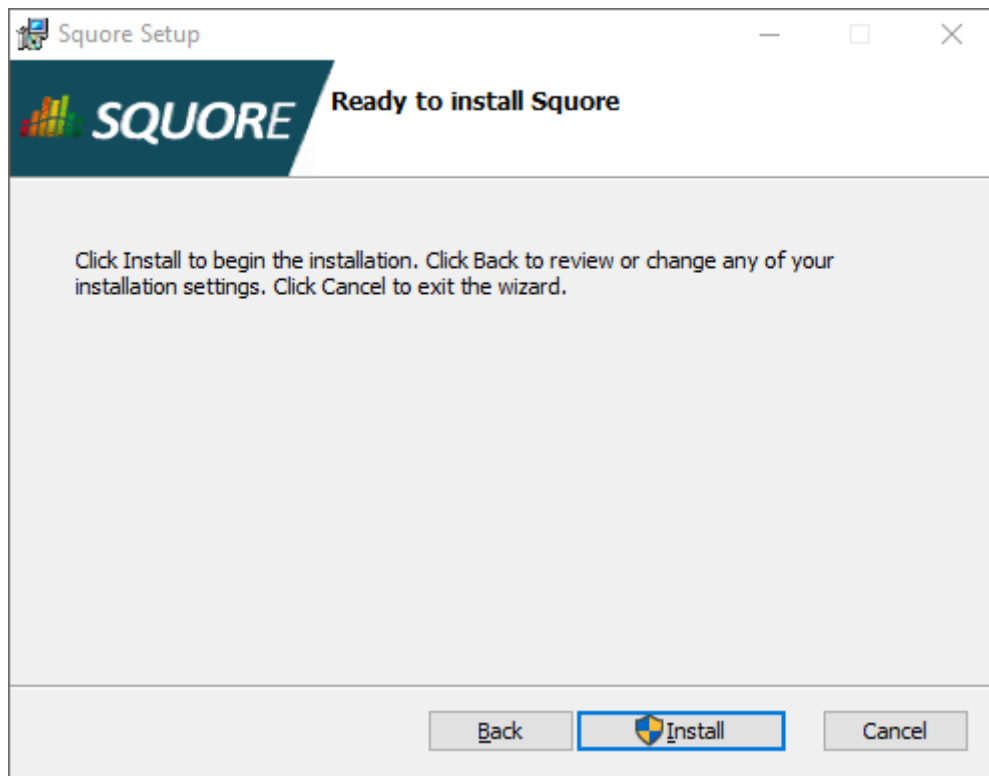 Squore Setup
SQUORE
Ready to install Squore
Click Install to begin the installation. Click Back to review or change any of your
installation settings. Click Cancel to exit the wizard.
Back
Install
Cancel